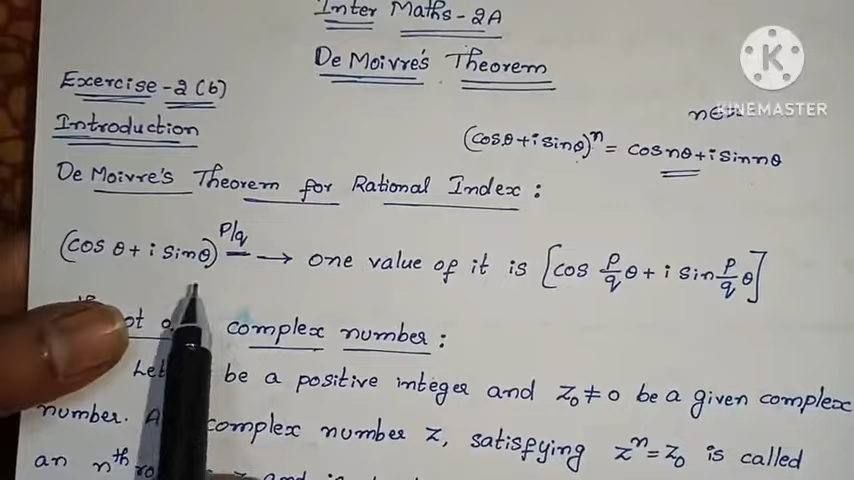 Inter Maths-2A
De Moivre's Theorem
KINEMASTER
Exercise-2(b)
Introduction
(cosθ+isinθ)ⁿ = cosnθ+isinnθ
De Moivre's Theorem for Rational Index :
(cosθ+isinθ)^p/q → one value of it is [cos p/q θ + i sin p/q θ]
complex number :
be a positive integer and z₀≠0 be a given complex
number. complex number z, satisfying zⁿ=z₀ is called
an nth